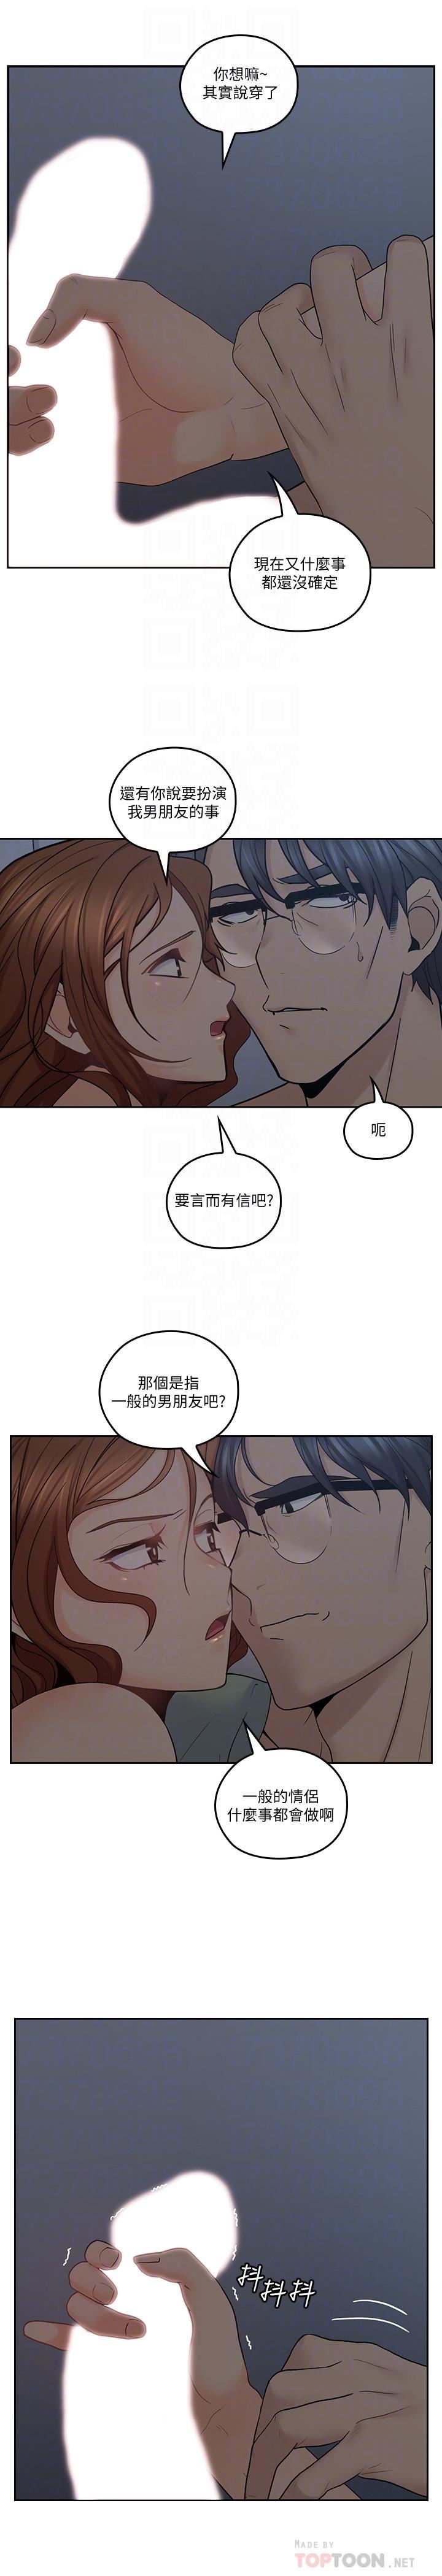 你想嘛~
其實說穿了
現在又什麼事
都還沒確定
還有你說要扮演
我男朋友的事
呃
要言而有信吧?
那個是指
一般的男朋友吧?
一般的情侶
什麼事都會做啊
抖抖抖
MADE BY
TOPTOON.NET